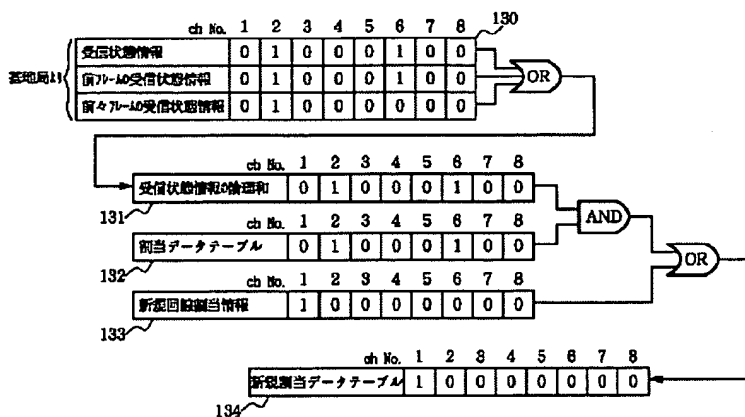 ch No. 1 2 3 4 5 6 7 8 130
受信状態情報 0 1 0 0 0 1 0 0
基地局より
前フレームの受信状態情報 0 1 0 0 0 1 0 0
前々フレームの受信状態情報 0 1 0 0 0 0 0 0
OR
ch No. 1 2 3 4 5 6 7 8
受信状態情報の論理和 0 1 0 0 0 1 0 0
131
AND
ch No. 1 2 3 4 5 6 7 8
割当データテーブル 0 1 0 0 0 1 0 0
132
OR
ch No. 1 2 3 4 5 6 7 8
新規回線割当情報 1 0 0 0 0 0 0 0
133
ch No. 1 2 3 4 5 6 7 8
新規割当データテーブル 1 0 0 0 0 0 0 0
134